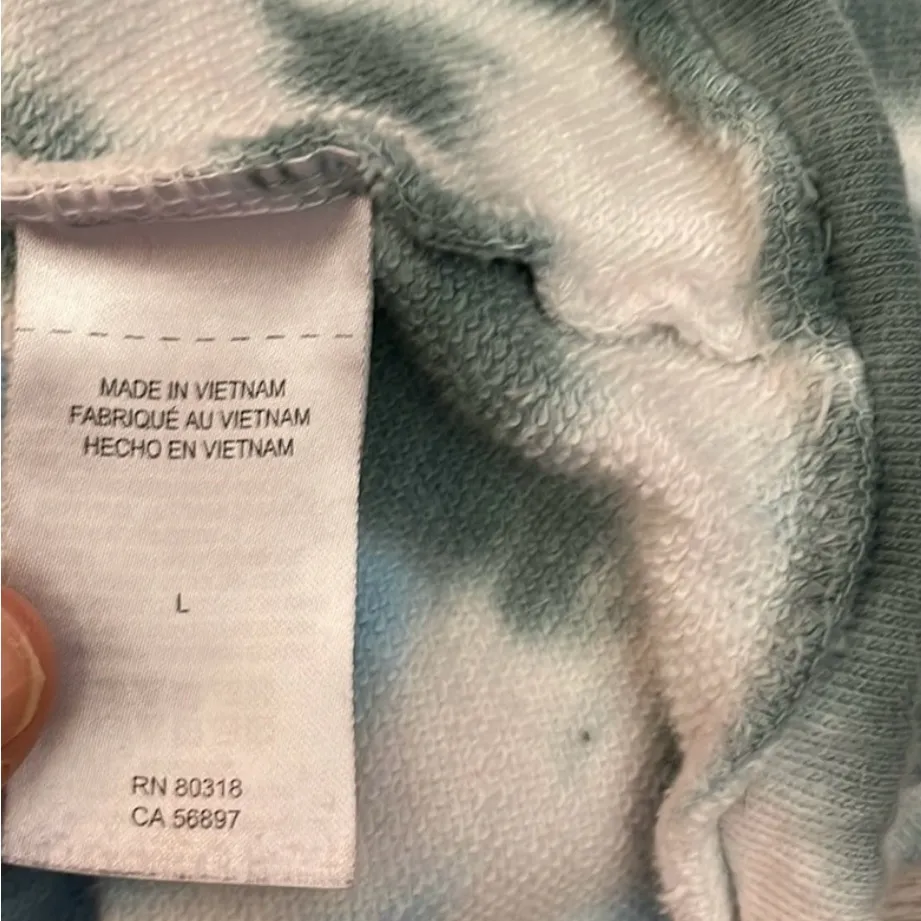 MADE IN VIETNAM
FABRIQUÉ AU VIETNAM
HECHO EN VIETNAM
L
RN 80318
CA 56897